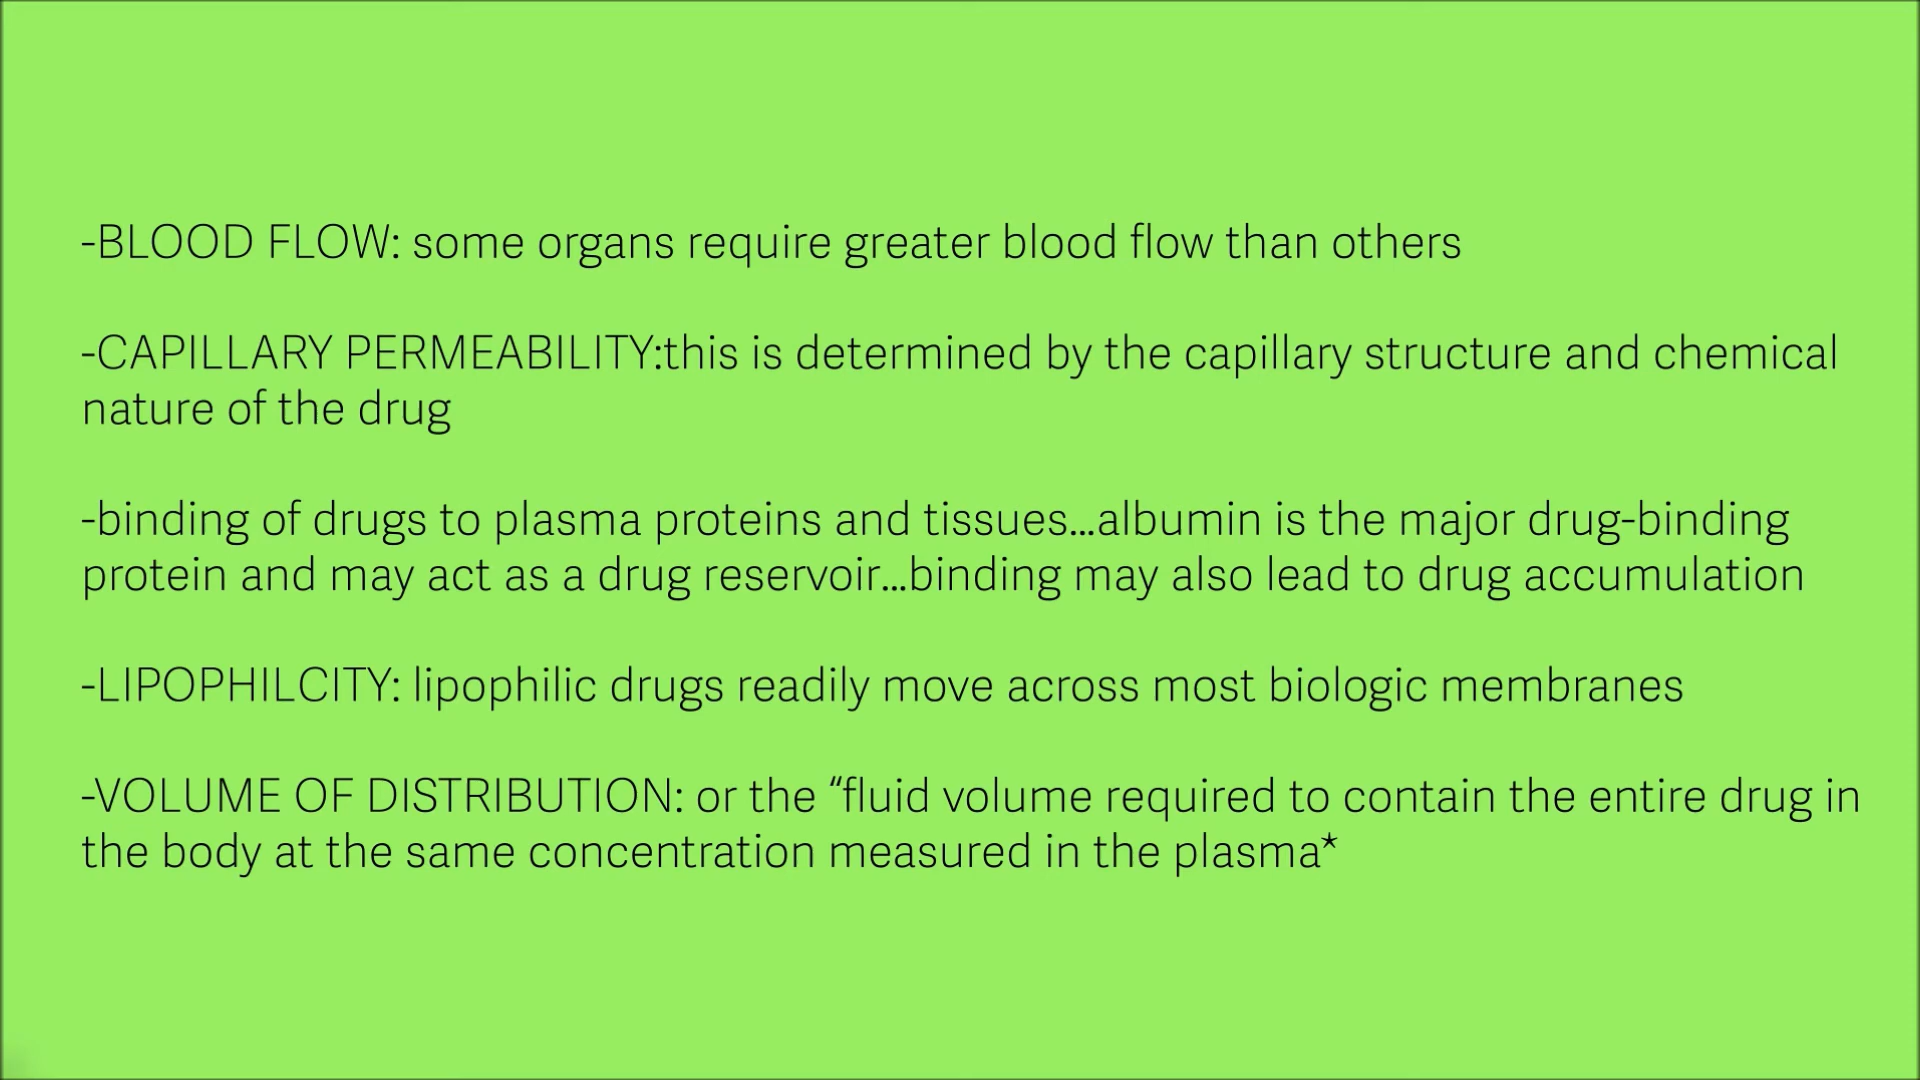 -BLOOD FLOW: some organs require greater blood flow than others
-CAPILLARY PERMEABILITY:this is determined by the capillary structure and chemical
nature of the drug
-binding of drugs to plasma proteins and tissues...albumin is the major drug-binding
protein and may act as a drug reservoir...binding may also lead to drug accumulation
-LIPOPHILCITY: lipophilic drugs readily move across most biologic membranes
-VOLUME OF DISTRIBUTION: or the “fluid volume required to contain the entire drug in
the body at the same concentration measured in the plasma*